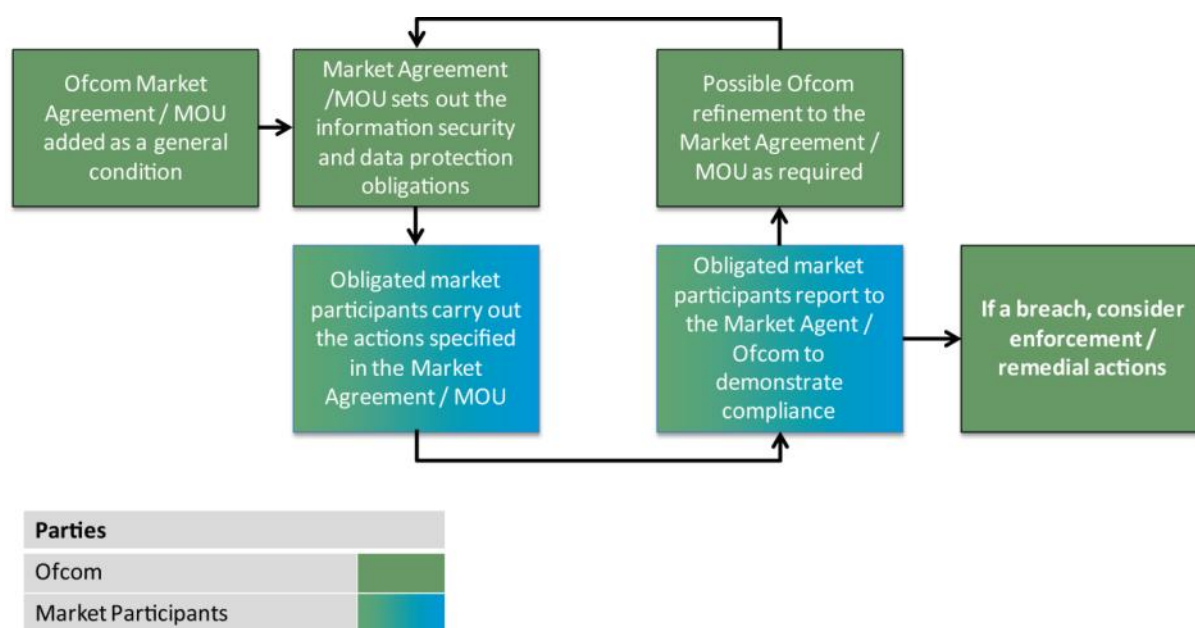 Ofcom Market
Agreement / MOU
added as a general
condition
Market Agreement
/MOU sets out the
information security
and data protection
obligations
Possible Ofcom
refinement to the
Market Agreement /
MOU as required
Obligated market
participants carry out
the actions specified
in the Market
Agreement / MOU
Obligated market
participants report to
the Market Agent /
Ofcom to
demonstrate
compliance
If a breach, consider
enforcement /
remedial actions
Parties
Ofcom
Market Participants